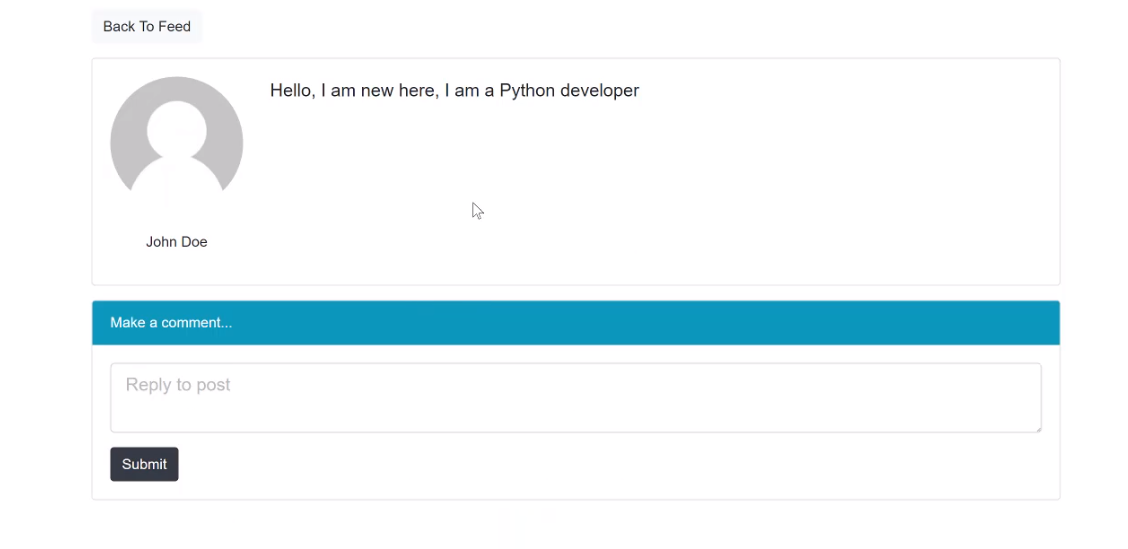 Back To Feed
Hello, I am new here, I am a Python developer
John Doe
Make a comment...
Reply to post
Submit